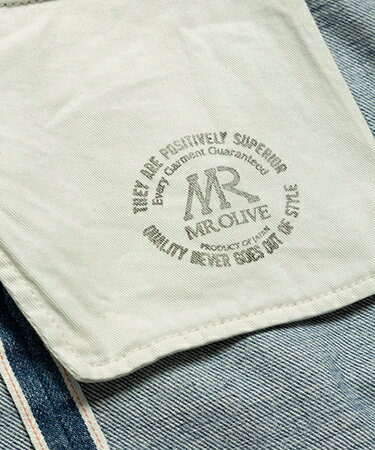 THEY ARE POSITIVELY SUPERIOR
Every Garment Guaranteed
MR
MR.OLIVE
PRODUCT OF JAPAN
QUALITY NEVER GOES OUT OF STYLE